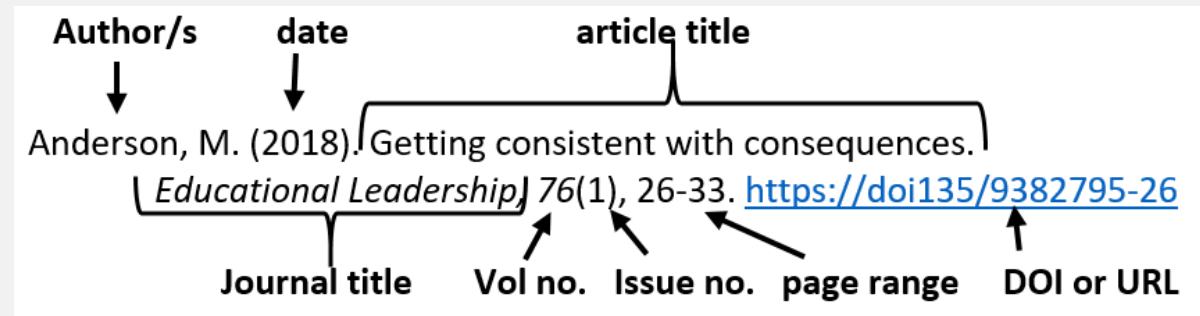 Author/s date article title
Anderson, M. (2018). Getting consistent with consequences.
Educational Leadership, 76(1), 26-33. https://doi135/9382795-26
Journal title Vol no. Issue no. page range DOI or URL